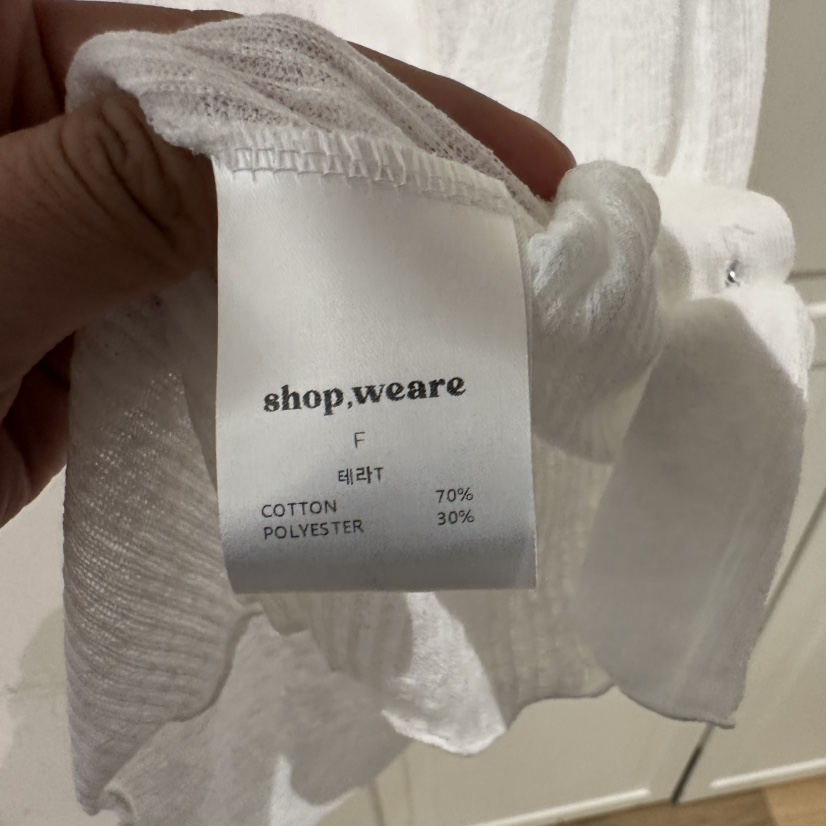 shop,weare
F
테라T
COTTON 70%
POLYESTER 30%